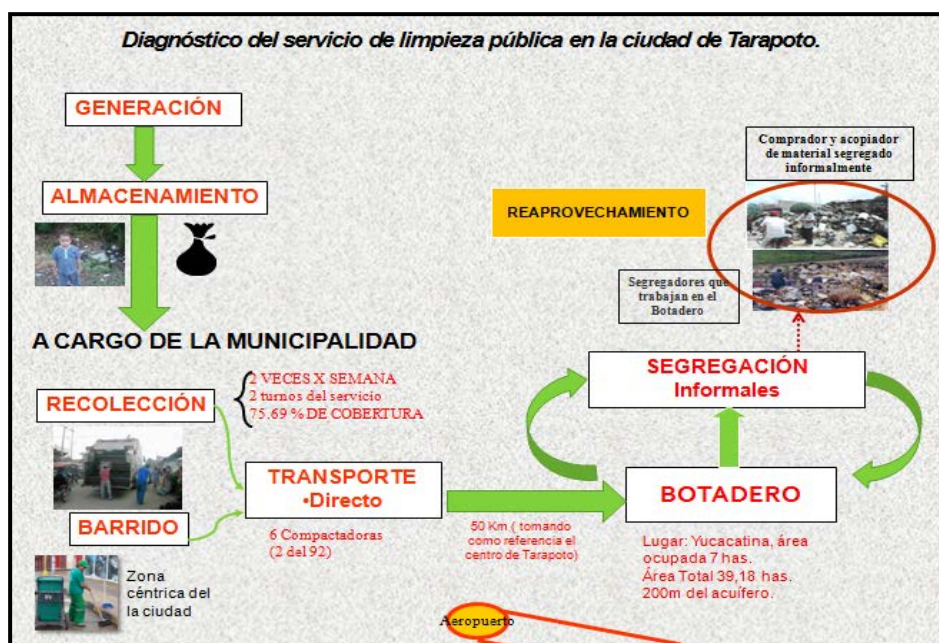 Diagnóstico del servicio de limpieza pública en la ciudad de Tarapoto.
GENERACIÓN
ALMACENAMIENTO
A CARGO DE LA MUNICIPALIDAD
RECOLECCIÓN
2 VECES X SEMANA
2 turnos del servicio
75.69 % DE COBERTURA
BARRIDO
Zona
céntrica del
la ciudad
TRANSPORTE
•Directo
6 Compactadoras
(2 del 92)
50 Km ( tomando
como referencia el
centro de Tarapoto)
BOTADERO
Lugar: Yucacatina, área
ocupada 7 has.
Área Total 39,18 has.
200m del acuífero.
SEGREGACIÓN
Informales
Segregadores que
trabajan en el
Botadero
REAPROVECHAMIENTO
Comprador y acopiador
de material segregado
informalmente
Aeropuerto